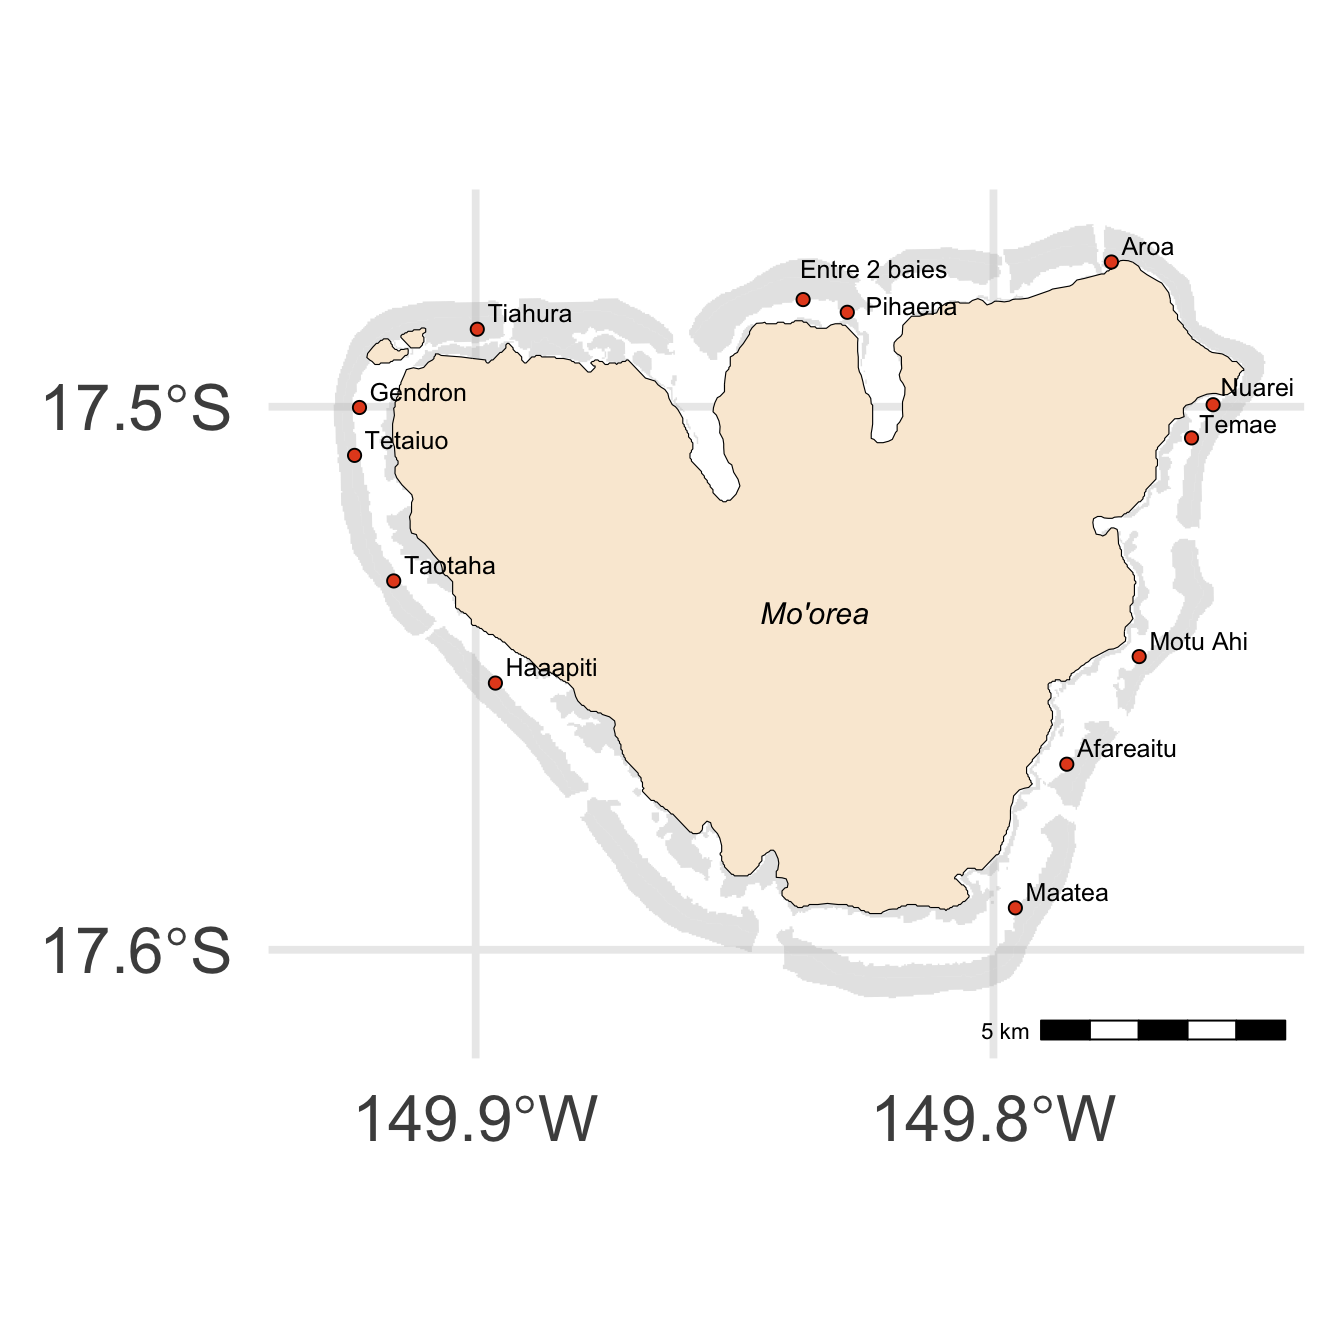 Aroa
Entre 2 baies
Pihaena
Tiahura
Nuarei
Gendron
17.5°S
Temae
Tetaiuo
Taotaha
Mo'orea
Motu Ahi
Haaapiti
Afareaitu
Maatea
17.6°S
5 km
149.9°W
149.8°W